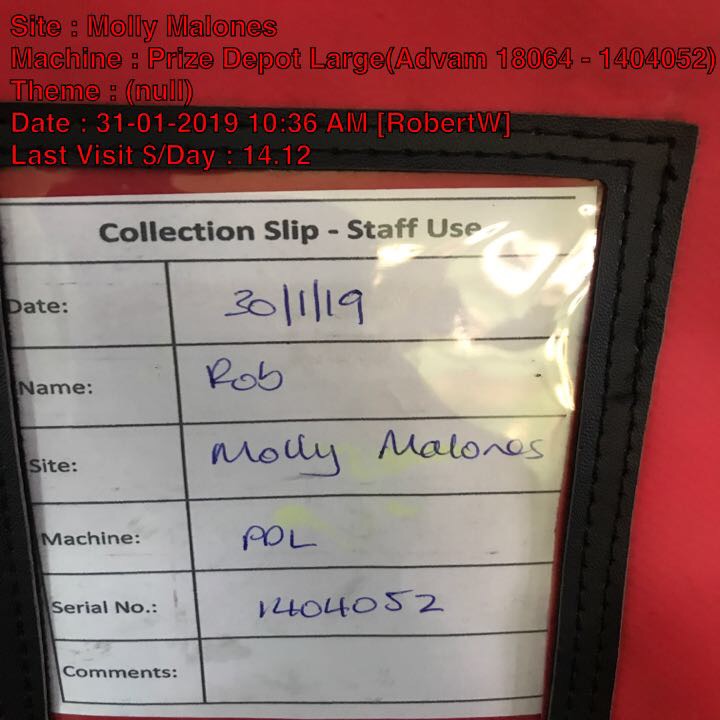 Site : Molly Malones
Machine : Prize Depot Large(Advam 18064 - 1404052)
Theme : (null)
Date : 31-01-2019 10:36 AM [RobertW]
Last Visit S/Day : 14.12
Collection Slip - Staff Use
Date: 30/1/19
Name: Rob
Site: Molly Malones
Machine: PDL
Serial No.: 1404052
Comments: